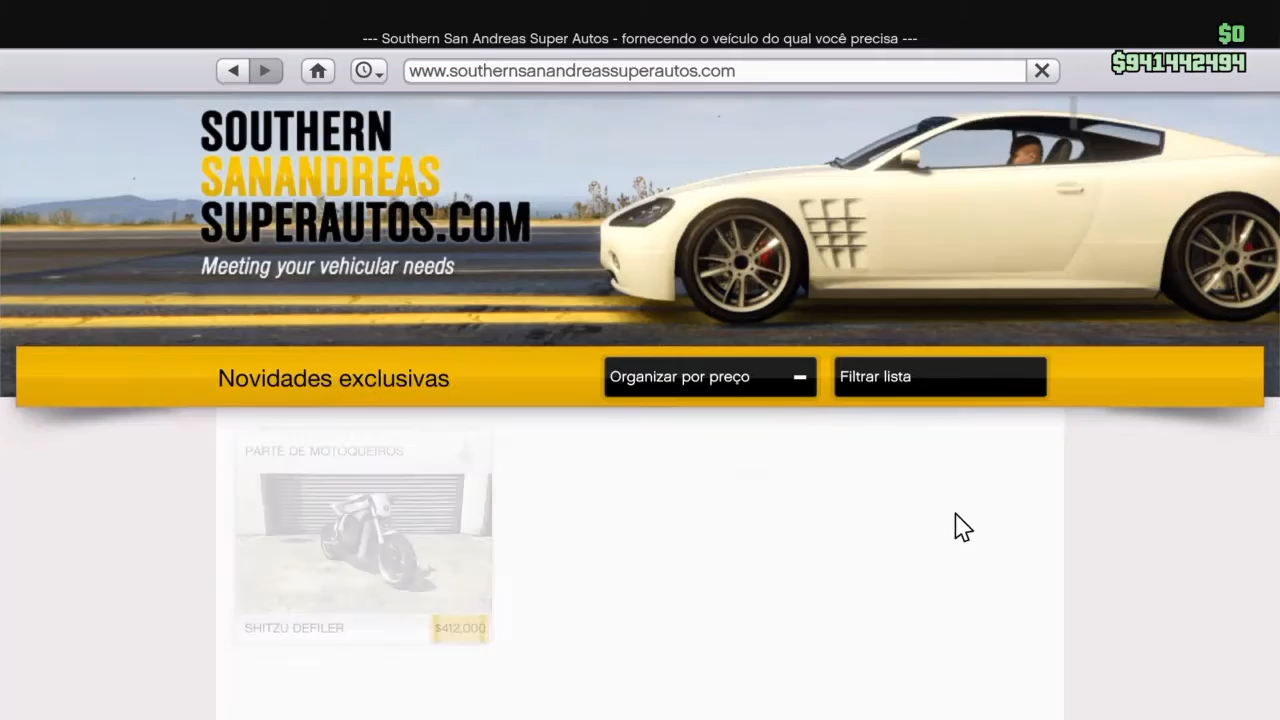 --- Southern San Andreas Super Autos - fornecendo o veículo do qual você precisa ---
$0
$941442494
www.southernsanandreassuperautos.com
SOUTHERN
SANANDREAS
SUPERAUTOS.COM
Meeting your vehicular needs
Novidades exclusivas
Organizar por preço
Filtrar lista
PARTE DE MOTOQUEIROS
SHITZU DEFILER
$412,000